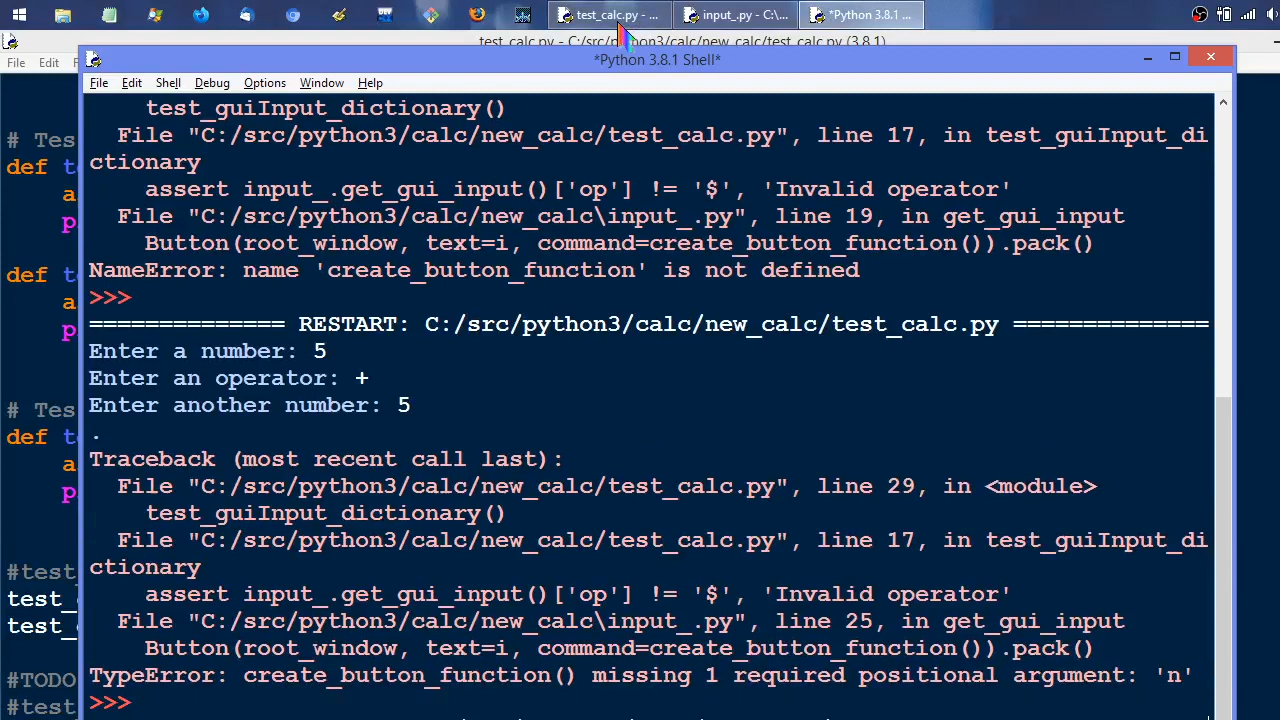 test_calc.py - ...
input_.py - C:\...
*Python 3.8.1 ...
test_calc.py - C:/src/python3/calc/new_calc/test_calc.py (3.8.1)
File Edit F
*Python 3.8.1 Shell*
File Edit Shell Debug Options Window Help
test_guiInput_dictionary()
File "C:/src/python3/calc/new_calc/test_calc.py", line 17, in test_guiInput_di
ctionary
assert input_.get_gui_input()['op'] != '$', 'Invalid operator'
File "C:/src/python3/calc/new_calc\input_.py", line 19, in get_gui_input
Button(root_window, text=i, command=create_button_function()).pack()
NameError: name 'create_button_function' is not defined
>>>
============== RESTART: C:/src/python3/calc/new_calc/test_calc.py ==============
Enter a number: 5
Enter an operator: +
Enter another number: 5
.
Traceback (most recent call last):
File "C:/src/python3/calc/new_calc/test_calc.py", line 29, in <module>
test_guiInput_dictionary()
File "C:/src/python3/calc/new_calc/test_calc.py", line 17, in test_guiInput_di
ctionary
assert input_.get_gui_input()['op'] != '$', 'Invalid operator'
File "C:/src/python3/calc/new_calc\input_.py", line 25, in get_gui_input
Button(root_window, text=i, command=create_button_function()).pack()
TypeError: create_button_function() missing 1 required positional argument: 'n'
>>>
# Tes
def te
a
p
def te
a
p
# Tes
def te
a
p
#test_
test_
test_
#TODO
#test_